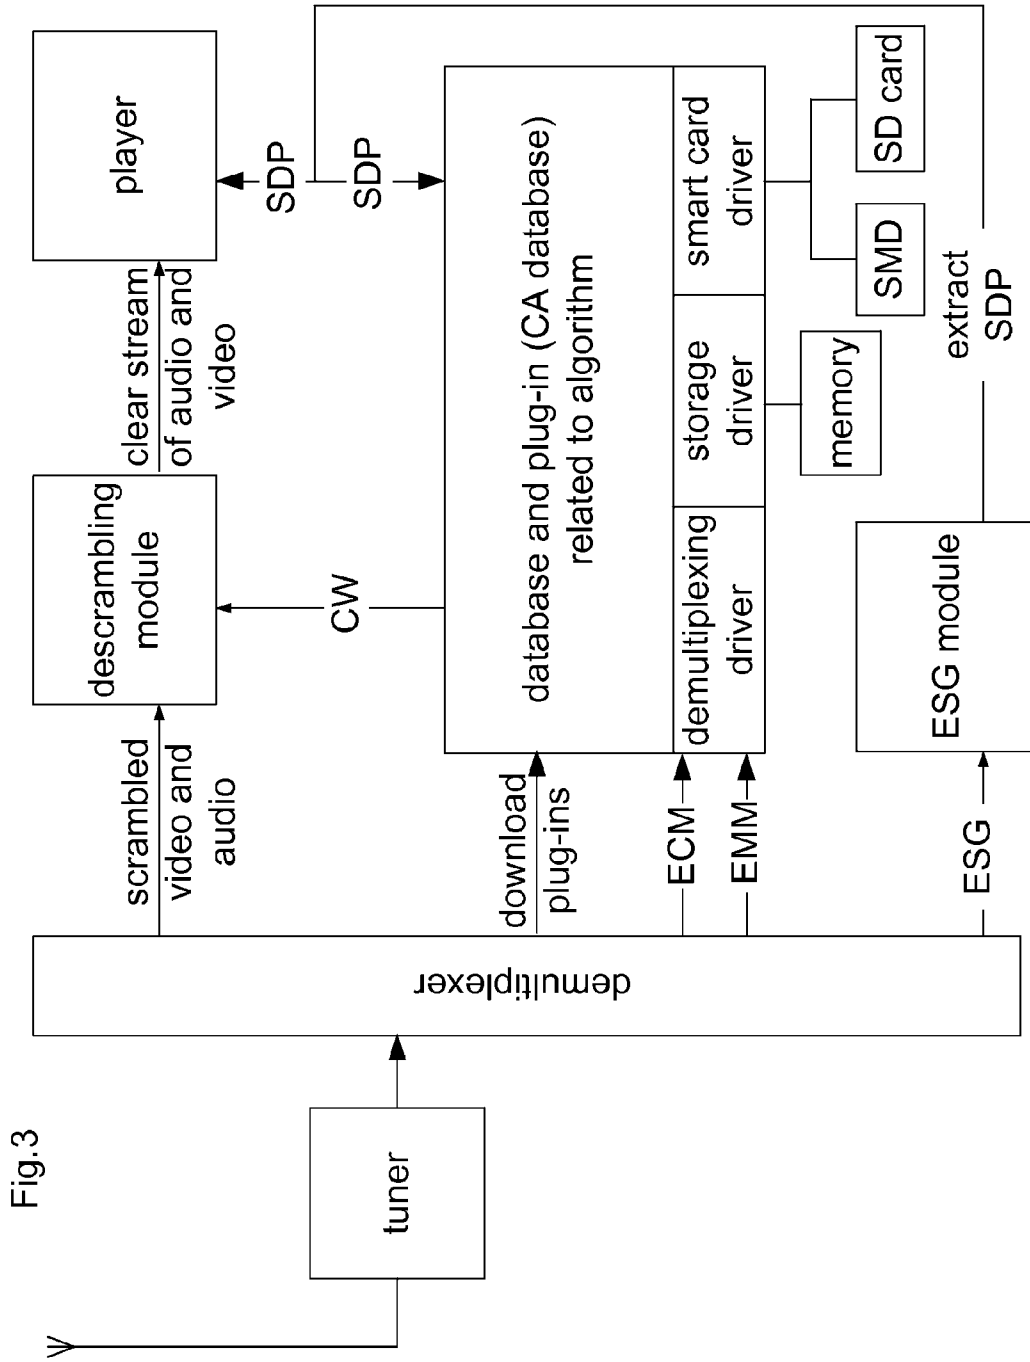 Fig.3
tuner
demultiplexer
scrambled
video and
audio
descrambling
module
clear stream
of audio and
video
player
SDP
SDP
CW
download
plug-ins
database and plug-in (CA database)
related to algorithm
ECM
EMM
demultiplexing
driver
storage
driver
smart card
driver
memory
SMD
SD card
ESG
ESG module
extract
SDP